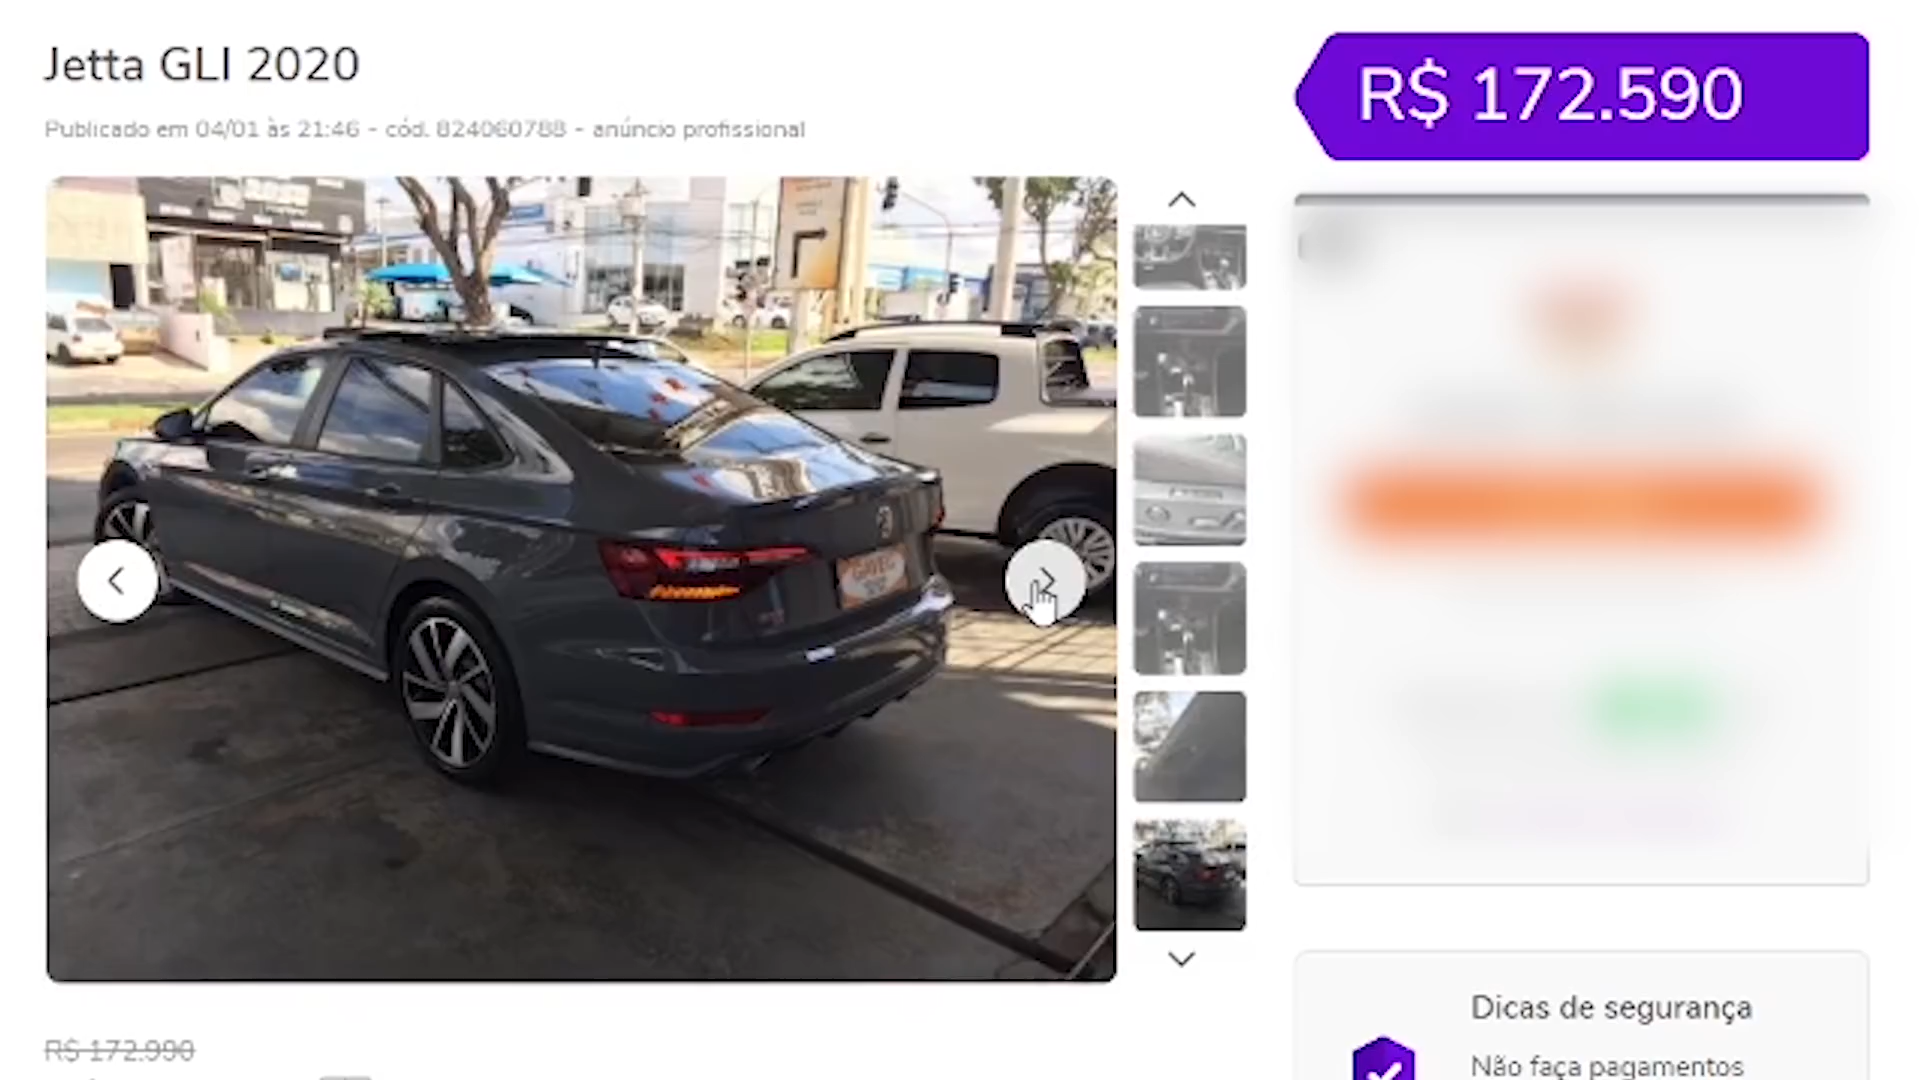 Jetta GLI 2020
Publicado em 04/01 às 21:46 - cód. 824060788 - anúncio profissional
R$ 172.590
R$ 172.990
Dicas de segurança
Não faça pagamentos